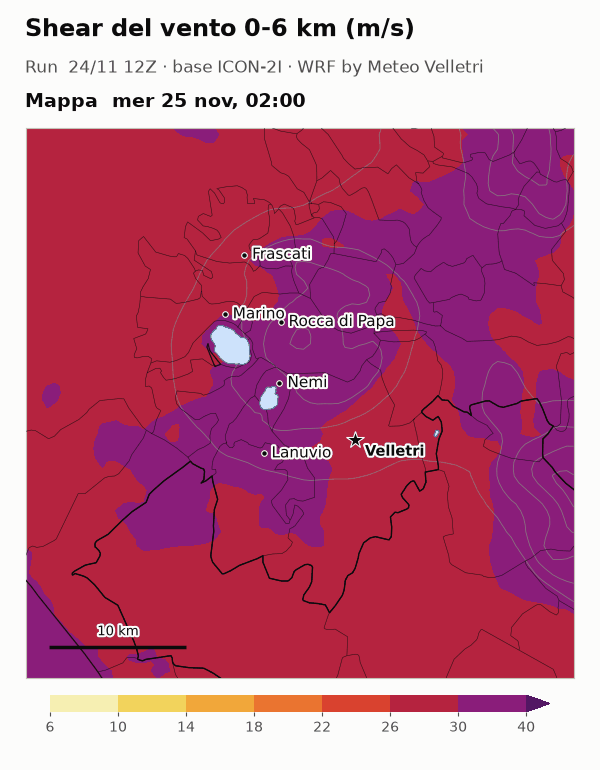 Shear del vento 0-6 km (m/s)
Run  24/11 12Z · base ICON-2I · WRF by Meteo Velletri
Mappa  mer 25 nov, 02:00
Frascati
Marino
Rocca di Papa
Nemi
Velletri
Lanuvio
10 km
6 10 14 18 22 26 30 40